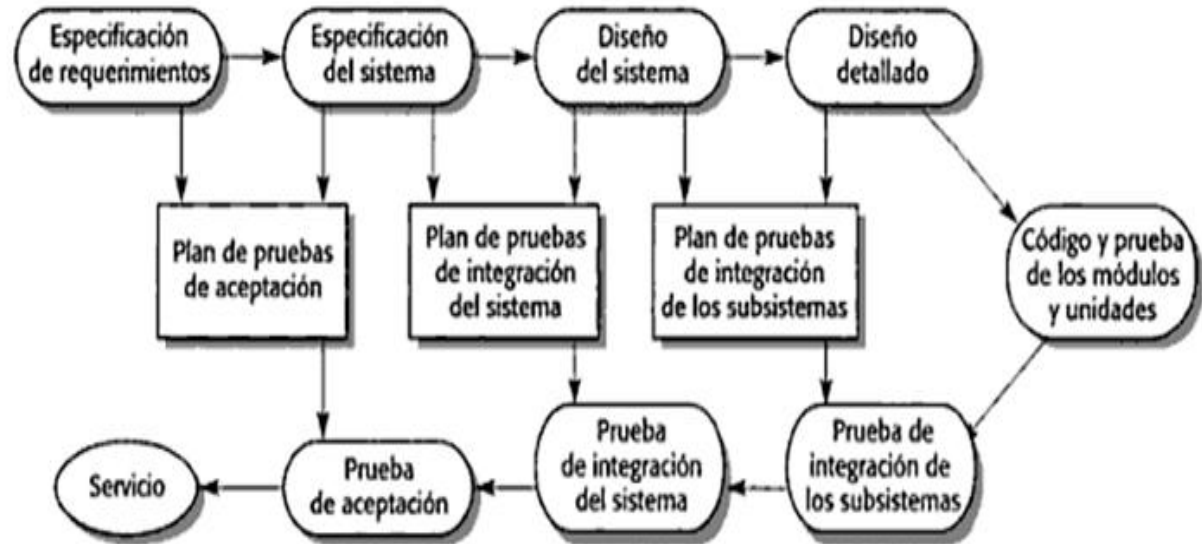 Especificación
de requerimientos
Especificación
del sistema
Diseño
del sistema
Diseño
detallado
Plan de pruebas
de aceptación
Plan de pruebas
de integración
del sistema
Plan de pruebas
de integración
de los subsistemas
Código y prueba
de los módulos
y unidades
Servicio
Prueba
de aceptación
Prueba
de integración
del sistema
Prueba de
integración de
los subsistemas